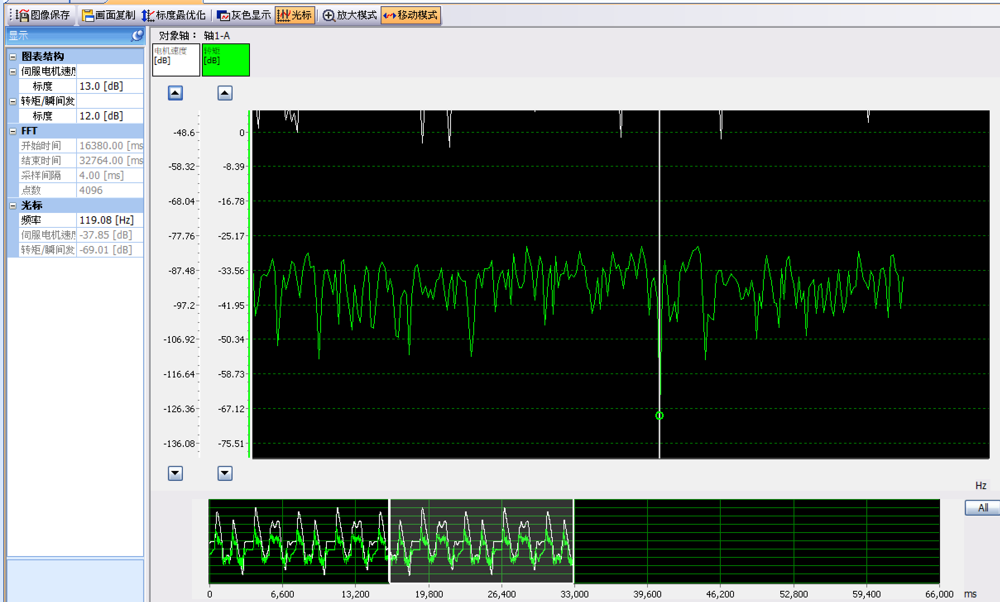 图像保存 画面复制 标度最优化 灰色显示 光标 放大模式 移动模式
显示
图表结构
伺服电机速
标度 13.0 [dB]
转矩/瞬间发
标度 12.0 [dB]
FFT
开始时间 16380.00 [ms
结束时间 32764.00 [ms
采样间隔 4.00 [ms]
点数 4096
光标
频率 119.08 [Hz]
伺服电机速 -37.85 [dB]
转矩/瞬间发 -69.01 [dB]
对象轴： 轴1-A
电机速度 转矩
[dB] [dB]
-48.6 0
-58.32 -8.39
-68.04 -16.78
-77.76 -25.17
-87.48 -33.56
-97.2 -41.95
-106.92 -50.34
-116.64 -58.73
-126.36 -67.12
-136.08 -75.51
Hz
All
0 6,600 13,200 19,800 26,400 33,000 39,600 46,200 52,800 59,400 66,000 ms